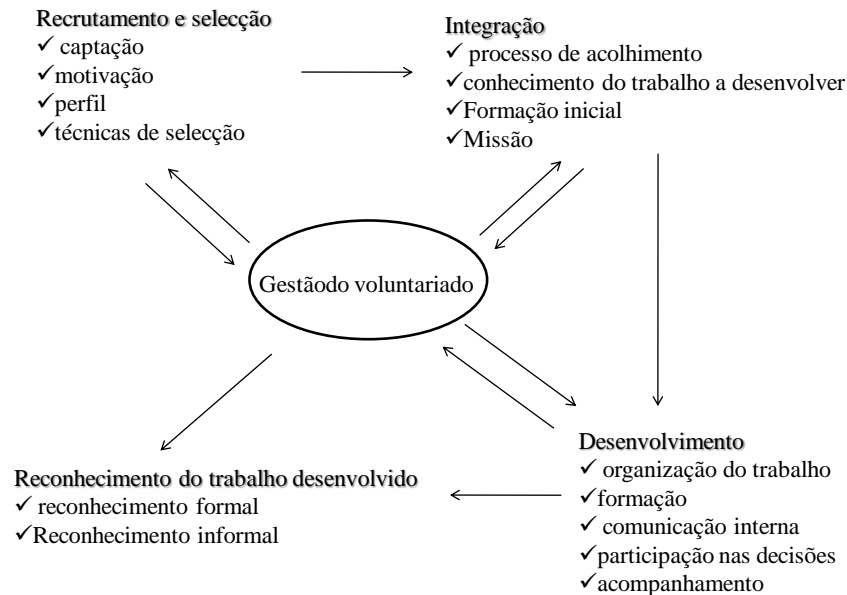 Recrutamento e selecção
✓ captação
✓motivação
✓perfil
✓técnicas de selecção
Integração
✓ processo de acolhimento
✓conhecimento do trabalho a desenvolver
✓Formação inicial
✓Missão
Gestãodo voluntariado
Reconhecimento do trabalho desenvolvido
✓ reconhecimento formal
✓Reconhecimento informal
Desenvolvimento
✓ organização do trabalho
✓formação
✓ comunicação interna
✓participação nas decisões
✓acompanhamento